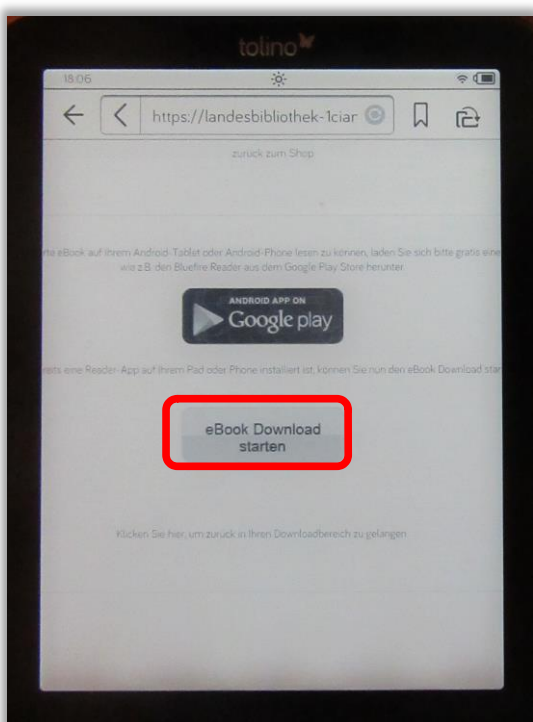 tolino
18:06
https://landesbibliothek-1ciar
zurück zum Shop
rte eBook auf Ihrem Android-Tablet oder Android-Phone lesen zu können, laden Sie sich bitte gratis eine
wie z.B. den Bluefire Reader aus dem Google Play Store herunter
ANDROID APP ON
Google play
reits eine Reader-App auf Ihrem Pad oder Phone installiert ist, können Sie nun den eBook Download star
eBook Download
starten
Klicken Sie hier, um zurück in Ihren Downloadbereich zu gelangen